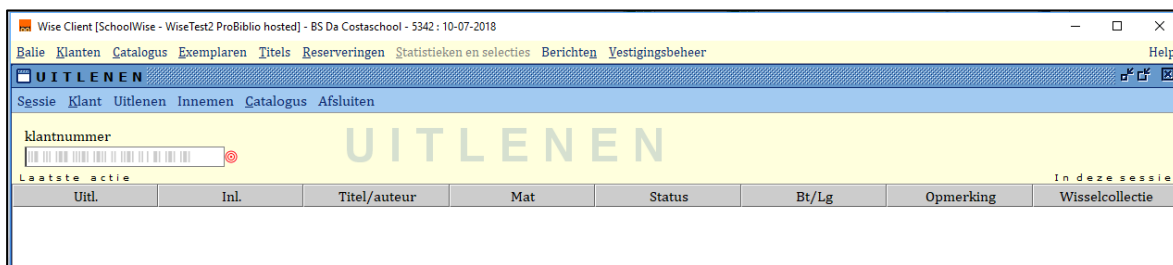 Wise Client [SchoolWise - WiseTest2 ProBiblio hosted] - BS Da Costaschool - 5342 : 10-07-2018
Balie Klanten Catalogus Exemplaren Titels Reserveringen Statistieken en selecties Berichten Vestigingsbeheer Help
UITLENEN
Sessie Klant Uitlenen Innemen Catalogus Afsluiten
klantnummer
UITLENEN
Laatste actie In deze sessie
Uitl. Inl. Titel/auteur Mat Status Bt/Lg Opmerking Wisselcollectie